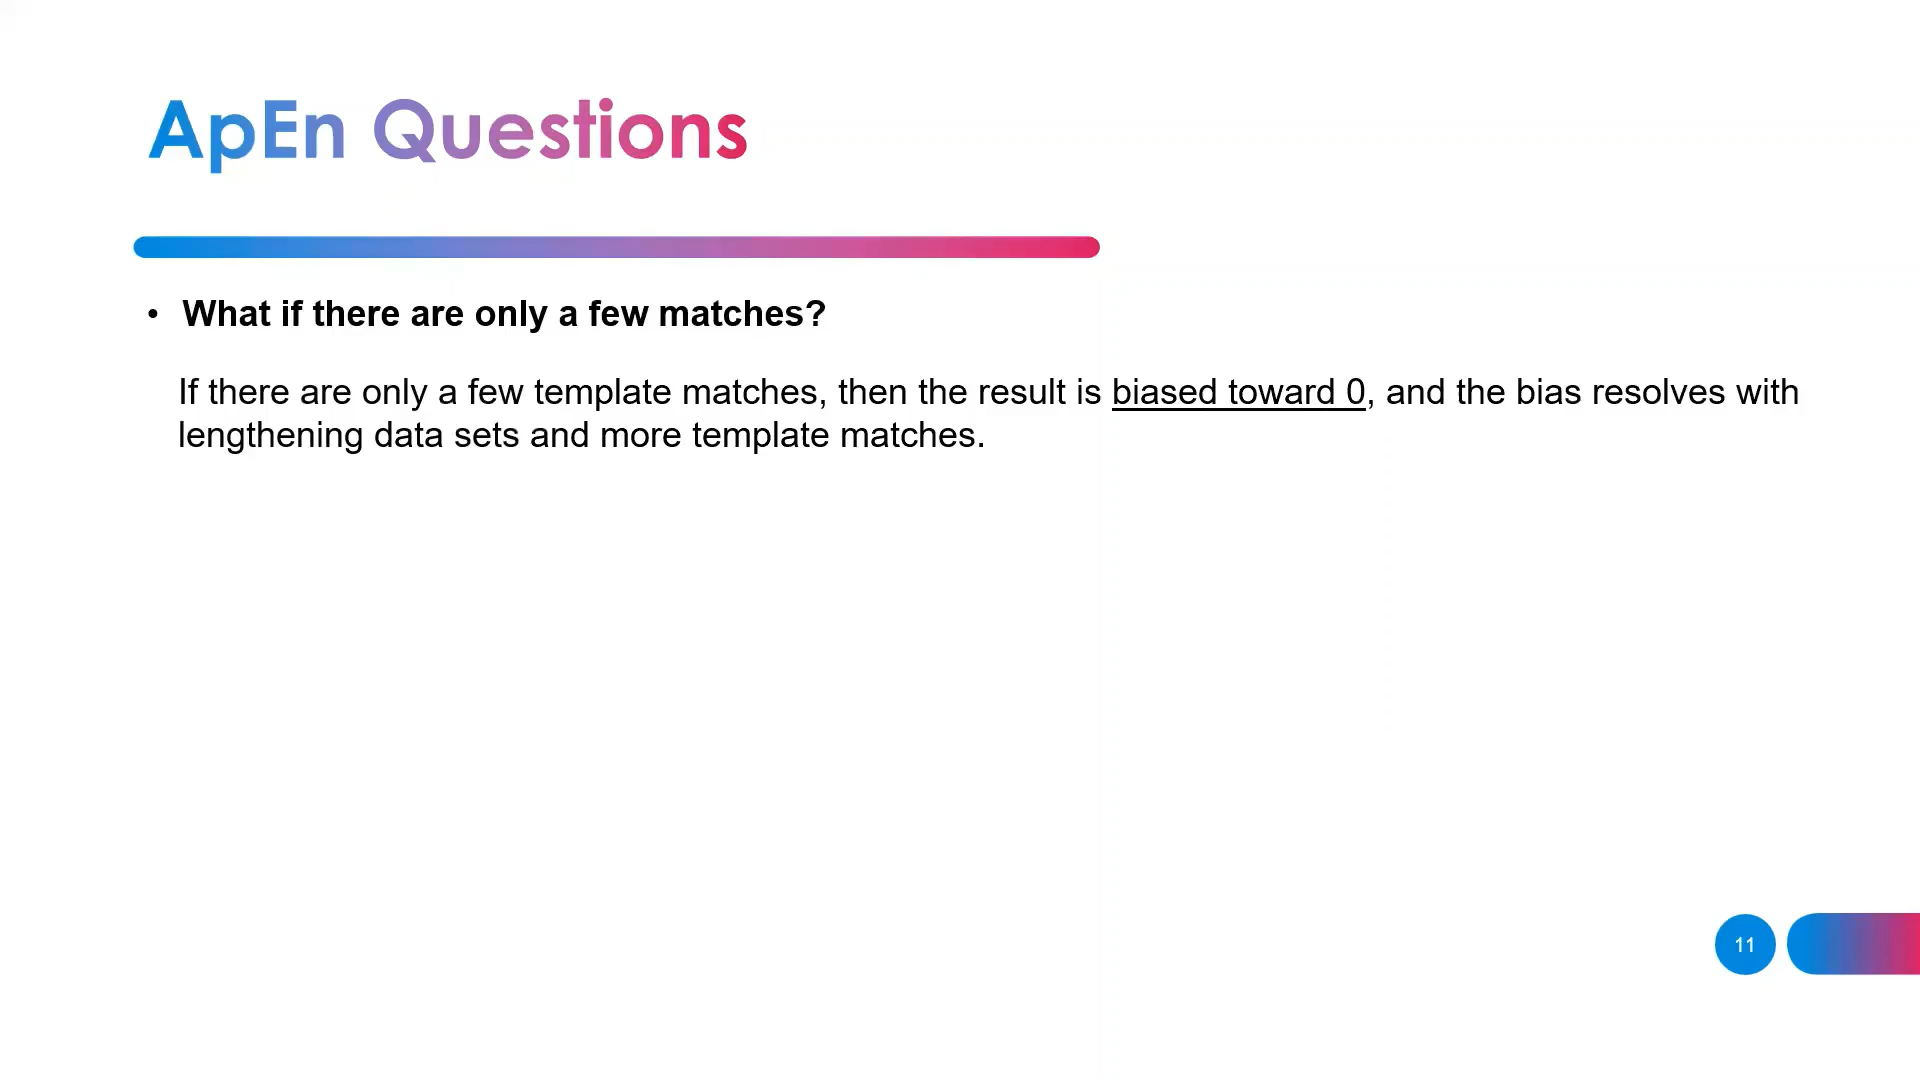 ApEn Questions
• What if there are only a few matches?
If there are only a few template matches, then the result is biased toward 0, and the bias resolves with
lengthening data sets and more template matches.
11